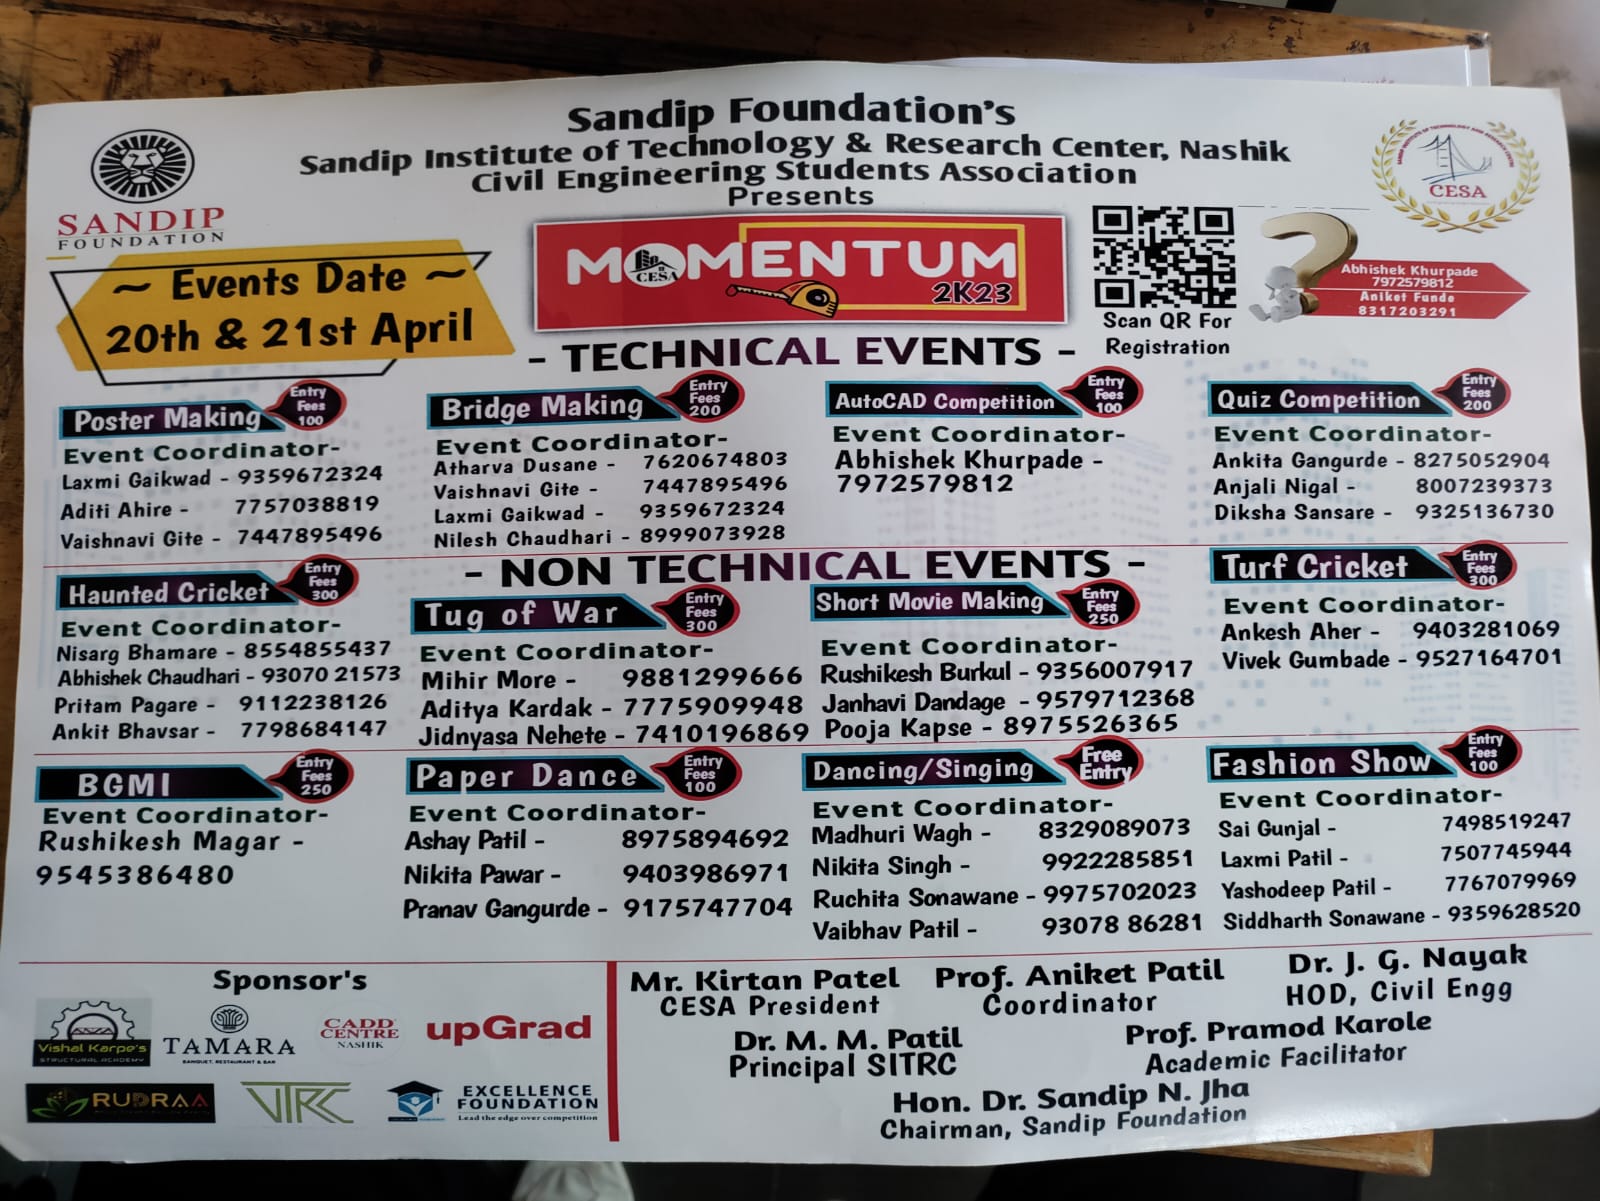 Sandip Foundation's
Sandip Institute of Technology & Research Center, Nashik
Civil Engineering Students Association
Presents
SANDIP
FOUNDATION
CESA
~ Events Date ~
20th & 21st April
MOMENTUM
CESA
2K23
Scan QR For
Registration
Abhishek Khurpade
7972579812
Aniket Funde
8317203291
- TECHNICAL EVENTS -
Poster Making
Entry
Fees
100
Event Coordinator-
Laxmi Gaikwad - 9359672324
Aditi Ahire - 7757038819
Vaishnavi Gite - 7447895496
Bridge Making
Entry
Fees
200
Event Coordinator-
Atharva Dusane - 7620674803
Vaishnavi Gite - 7447895496
Laxmi Gaikwad - 9359672324
Nilesh Chaudhari - 8999073928
AutoCAD Competition
Entry
Fees
100
Event Coordinator-
Abhishek Khurpade -
7972579812
Quiz Competition
Entry
Fees
200
Event Coordinator-
Ankita Gangurde - 8275052904
Anjali Nigal - 8007239373
Diksha Sansare - 9325136730
- NON TECHNICAL EVENTS -
Haunted Cricket
Entry
Fees
300
Event Coordinator-
Nisarg Bhamare - 8554855437
Abhishek Chaudhari - 93070 21573
Pritam Pagare - 9112238126
Ankit Bhavsar - 7798684147
Tug of War
Entry
Fees
300
Event Coordinator-
Mihir More - 9881299666
Aditya Kardak - 7775909948
Jidnyasa Nehete - 7410196869
Short Movie Making
Entry
Fees
250
Event Coordinator-
Rushikesh Burkul - 9356007917
Janhavi Dandage - 9579712368
Pooja Kapse - 8975526365
Turf Cricket
Entry
Fees
300
Event Coordinator-
Ankesh Aher - 9403281069
Vivek Gumbade - 9527164701
BGMI
Entry
Fees
250
Event Coordinator-
Rushikesh Magar -
9545386480
Paper Dance
Entry
Fees
100
Event Coordinator-
Ashay Patil - 8975894692
Nikita Pawar - 9403986971
Pranav Gangurde - 9175747704
Dancing/Singing
Free
Entry
Event Coordinator-
Madhuri Wagh - 8329089073
Nikita Singh - 9922285851
Ruchita Sonawane - 9975702023
Vaibhav Patil - 93078 86281
Fashion Show
Entry
Fees
100
Event Coordinator-
Sai Gunjal - 7498519247
Laxmi Patil - 7507745944
Yashodeep Patil - 7767079969
Siddharth Sonawane - 9359628520
Sponsor's
Vishal Karpe's
STRUCTURAL ACADEMY
TAMARA
BANQUET, RESTAURANT & BAR
CADD
CENTRE
NASHIK
upGrad
RUDRAA
VTRC
EXCELLENCE
FOUNDATION
Lead the edge over competition
Mr. Kirtan Patel
CESA President
Prof. Aniket Patil
Coordinator
Dr. J. G. Nayak
HOD, Civil Engg
Dr. M. M. Patil
Principal SITRC
Prof. Pramod Karole
Academic Facilitator
Hon. Dr. Sandip N. Jha
Chairman, Sandip Foundation